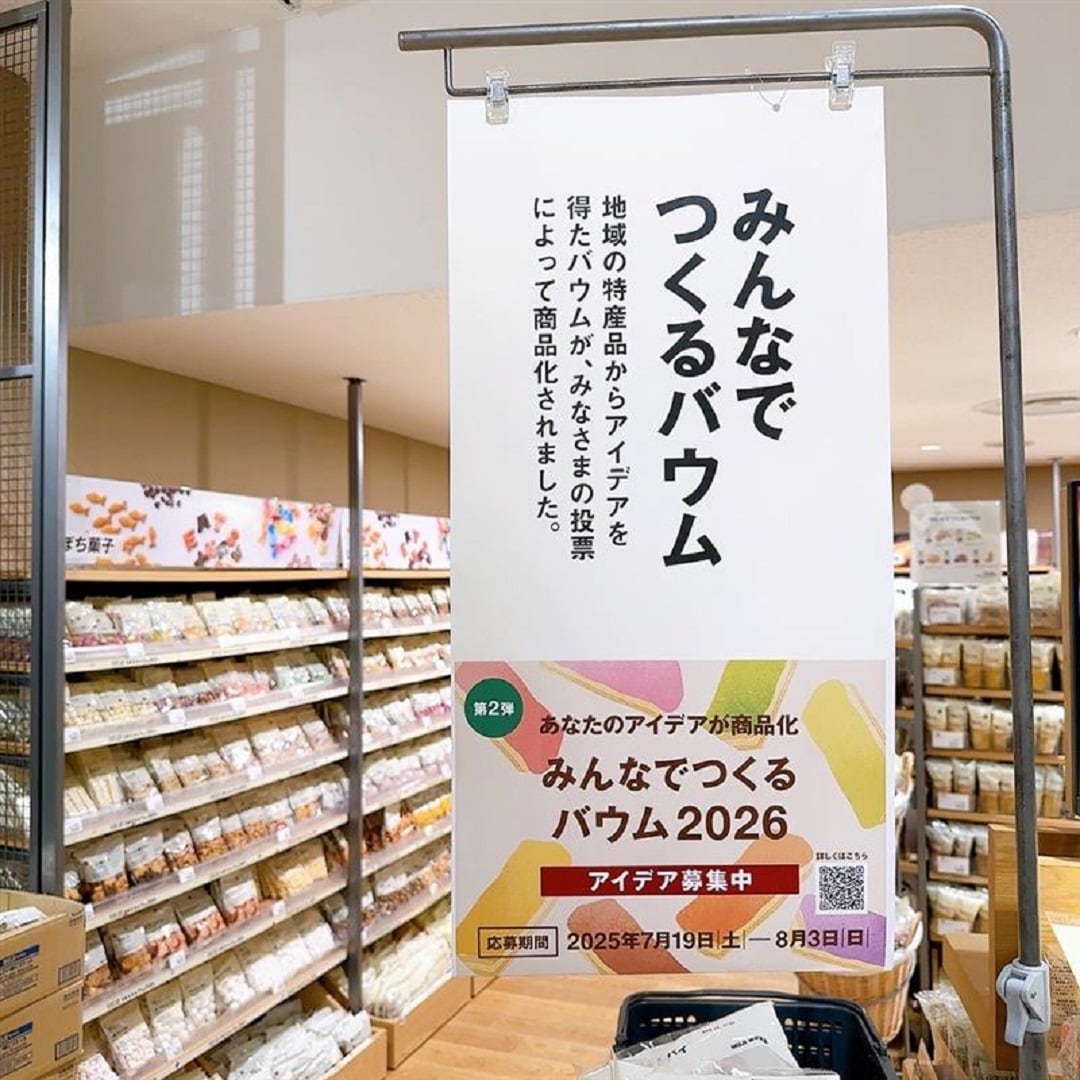 みんなで
つくるバウム
地域の特産品からアイデアを
得たバウムが、みなさまの投票
によって商品化されました。
第2弾
あなたのアイデアが商品化
みんなでつくる
バウム2026
アイデア募集中
詳しくはこちら
応募期間 2025年7月19日|土|—8月3日|日|
ぽち菓子